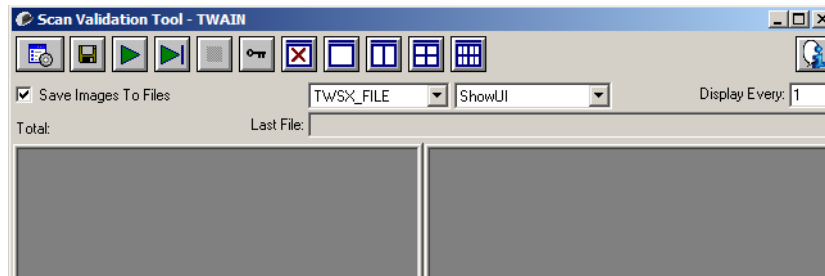 Scan Validation Tool - TWAIN
Save Images To Files TWSX_FILE ShowUI Display Every: 1
Total: Last File: